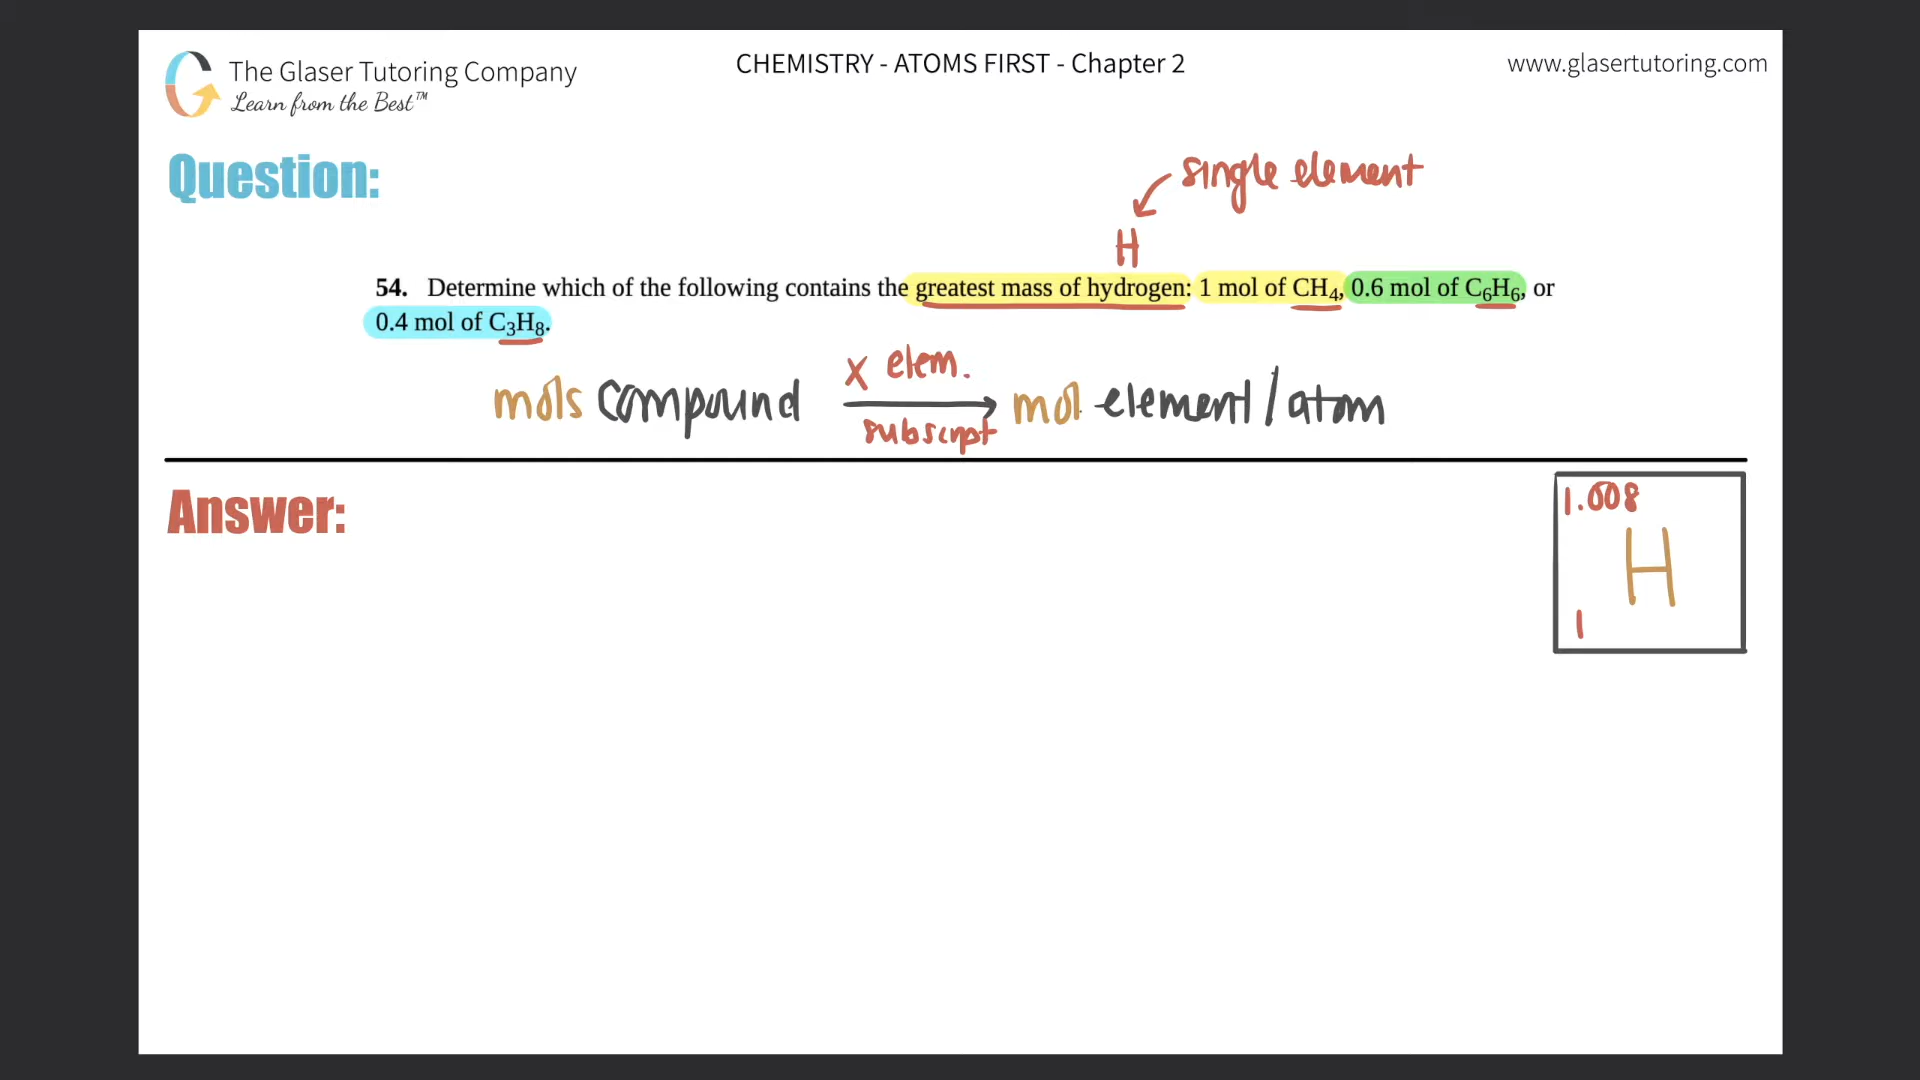 The Glaser Tutoring Company
Learn from the Best™
CHEMISTRY - ATOMS FIRST - Chapter 2
www.glasertutoring.com
Question:
single element
H
54. Determine which of the following contains the greatest mass of hydrogen: 1 mol of CH₄, 0.6 mol of C₆H₆, or
0.4 mol of C₃H₈.
mols compound x elem. subscript mol element/atom
Answer:
1.008
H
1